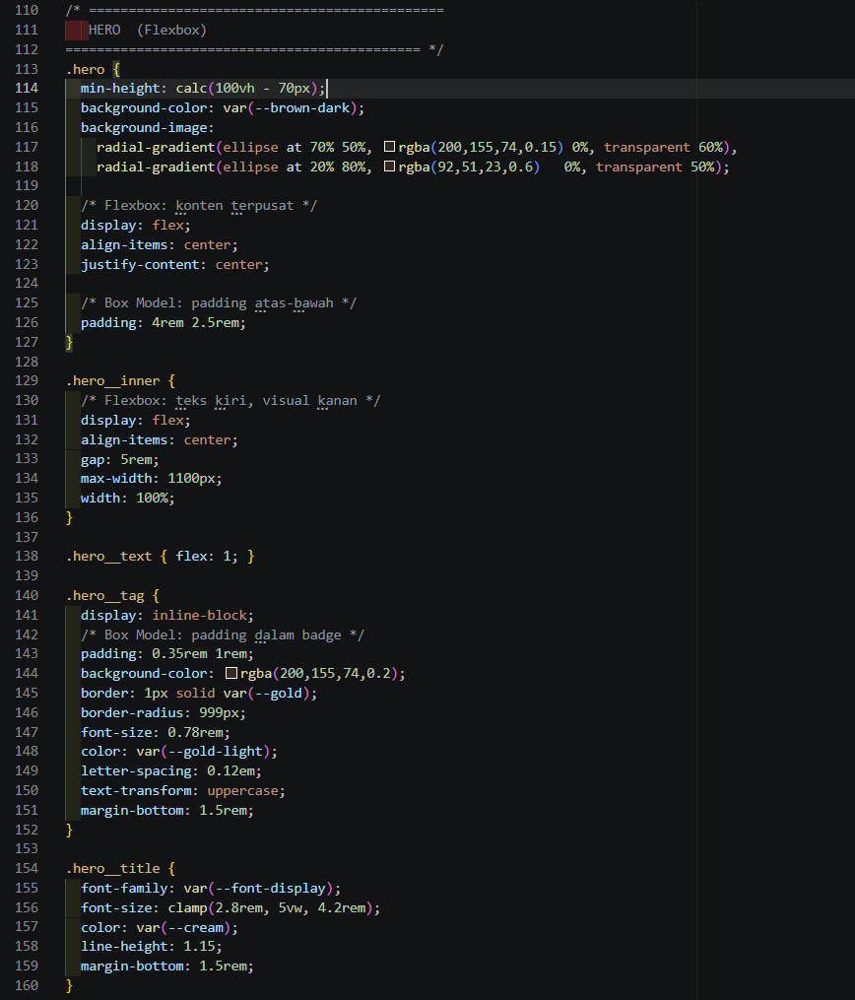 110 /* =============================================
111    HERO  (Flexbox)
112 ============================================= */
113 .hero {
114   min-height: calc(100vh - 70px);
115   background-color: var(--brown-dark);
116   background-image:
117     radial-gradient(ellipse at 70% 50%, rgba(200,155,74,0.15) 0%, transparent 60%),
118     radial-gradient(ellipse at 20% 80%, rgba(92,51,23,0.6)   0%, transparent 50%);
119
120   /* Flexbox: konten terpusat */
121   display: flex;
122   align-items: center;
123   justify-content: center;
124
125   /* Box Model: padding atas-bawah */
126   padding: 4rem 2.5rem;
127 }
128
129 .hero__inner {
130   /* Flexbox: teks kiri, visual kanan */
131   display: flex;
132   align-items: center;
133   gap: 5rem;
134   max-width: 1100px;
135   width: 100%;
136 }
137
138 .hero__text { flex: 1; }
139
140 .hero__tag {
141   display: inline-block;
142   /* Box Model: padding dalam badge */
143   padding: 0.35rem 1rem;
144   background-color: rgba(200,155,74,0.2);
145   border: 1px solid var(--gold);
146   border-radius: 999px;
147   font-size: 0.78rem;
148   color: var(--gold-light);
149   letter-spacing: 0.12em;
150   text-transform: uppercase;
151   margin-bottom: 1.5rem;
152 }
153
154 .hero__title {
155   font-family: var(--font-display);
156   font-size: clamp(2.8rem, 5vw, 4.2rem);
157   color: var(--cream);
158   line-height: 1.15;
159   margin-bottom: 1.5rem;
160 }